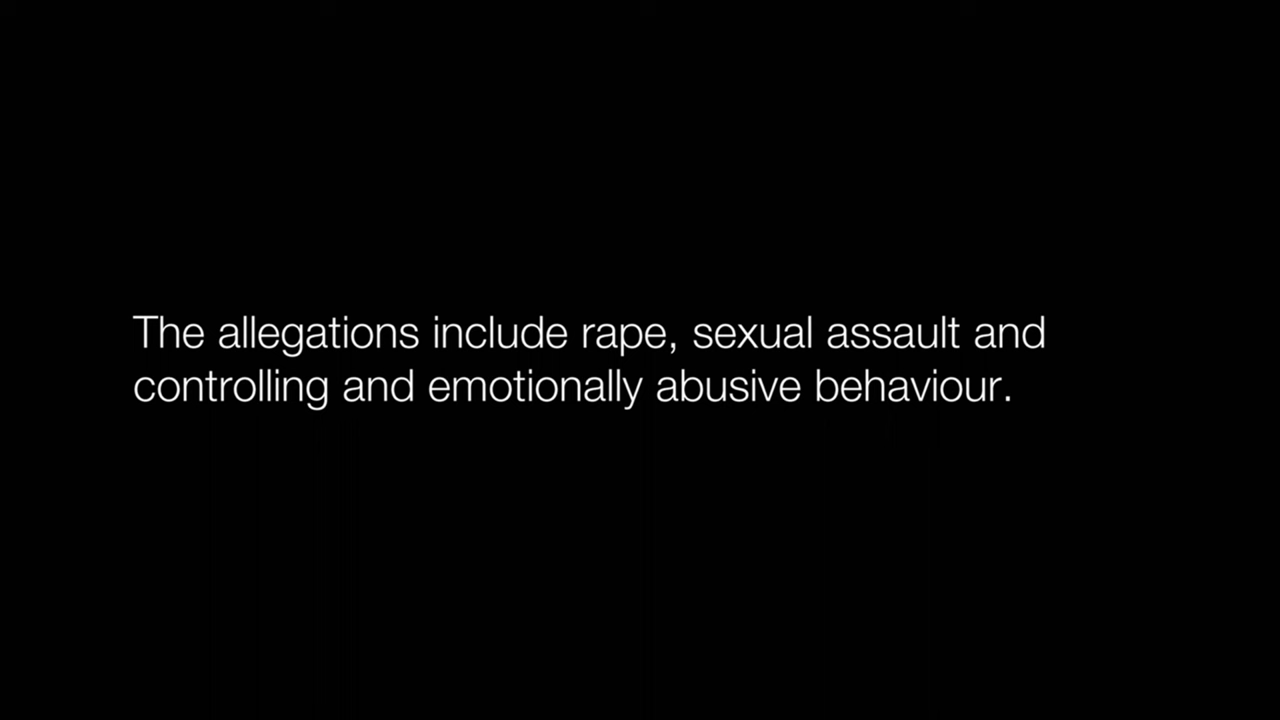 The allegations include rape, sexual assault and
controlling and emotionally abusive behaviour.